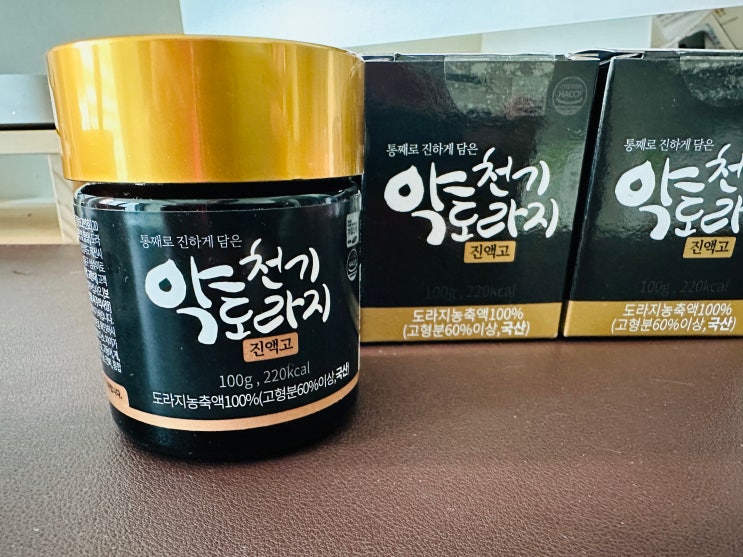 통째로 진하게 담은
약
천기
도라지
진액고
100g , 220kcal
도라지농축액100%(고형분60%이상,국산)
HACCP
통째로 진하게 담은
약
천기
도라지
진액고
100g , 220kcal
도라지농축액100%
(고형분60%이상,국산)
통째로 진하게 담은
약
천기
도라지
진액고
100g , 220kcal
도라지농축액100%
(고형분60%이상,국산)